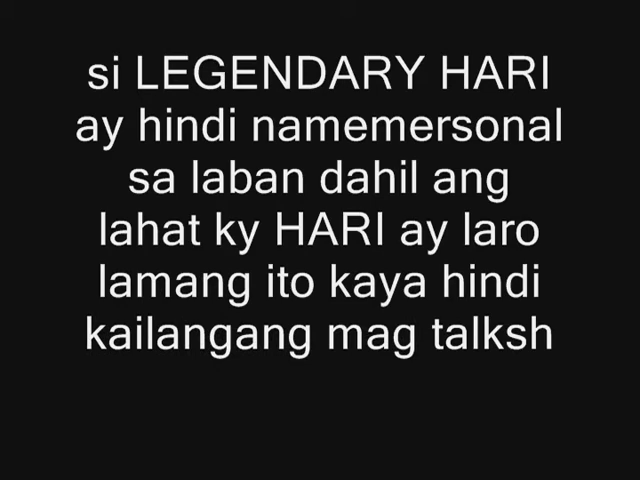 si LEGENDARY HARI
ay hindi namemersonal
sa laban dahil ang
lahat ky HARI ay laro
lamang ito kaya hindi
kailangang mag talksh